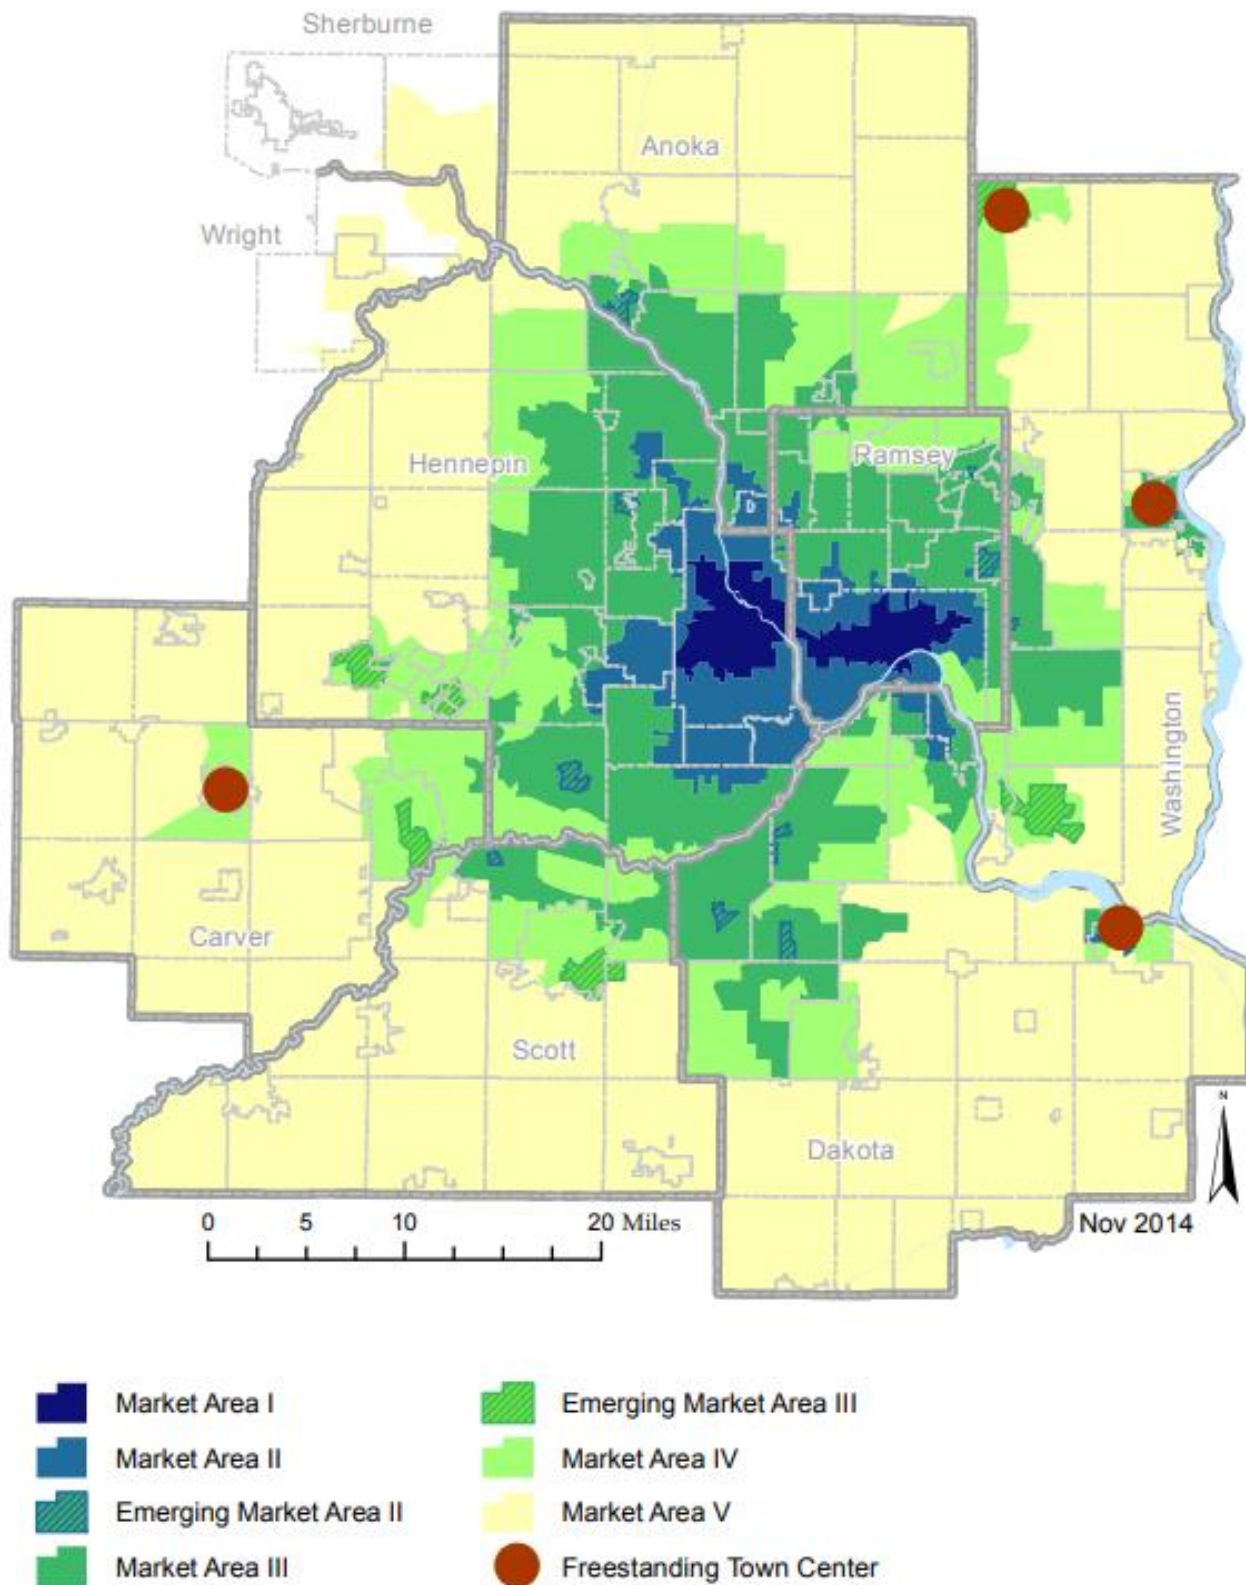 Sherburne
Anoka
Wright
Hennepin
Ramsey
Washington
Carver
Scott
Dakota
N
0 5 10 20 Miles
Nov 2014
Market Area I
Market Area II
Emerging Market Area II
Market Area III
Emerging Market Area III
Market Area IV
Market Area V
Freestanding Town Center